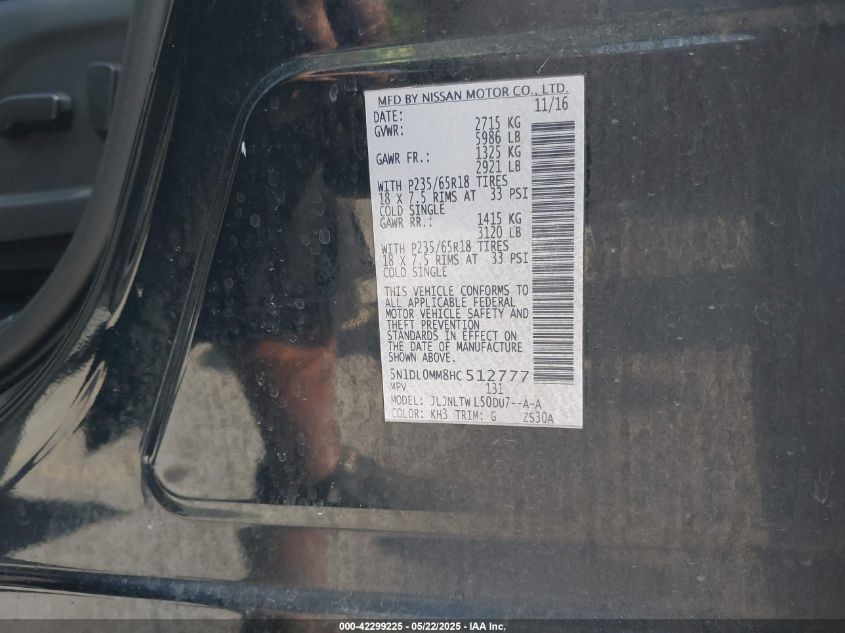 MFD BY NISSAN MOTOR CO., LTD.
DATE: 11/16
GVWR: 2715 KG
5986 LB
GAWR FR.: 1325 KG
2921 LB
WITH P235/65R18 TIRES
18 X 7.5 RIMS AT 33 PSI
COLD SINGLE
GAWR RR.: 1415 KG
3120 LB
WITH P235/65R18 TIRES
18 X 7.5 RIMS AT 33 PSI
COLD SINGLE
THIS VEHICLE CONFORMS TO
ALL APPLICABLE FEDERAL
MOTOR VEHICLE SAFETY AND
THEFT PREVENTION
STANDARDS IN EFFECT ON
THE DATE OF MANUFACTURE
SHOWN ABOVE.
5N1DL0MM8HC512777
MPV 131
MODEL: JLJNLTWL50DU7--A-A
COLOR: KH3 TRIM: G ZS30A
000-42299225 - 05/22/2025 - IAA Inc.